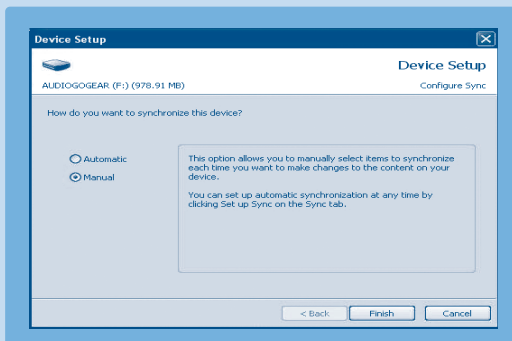 Device Setup
Device Setup
AUDIOGOGEAR (F:) (978.91 MB)
Configure Sync
How do you want to synchronize this device?
Automatic
Manual
This option allows you to manually select items to synchronize
each time you want to make changes to the content on your
device.
You can set up automatic synchronization at any time by
clicking Set up Sync on the Sync tab.
< Back
Finish
Cancel